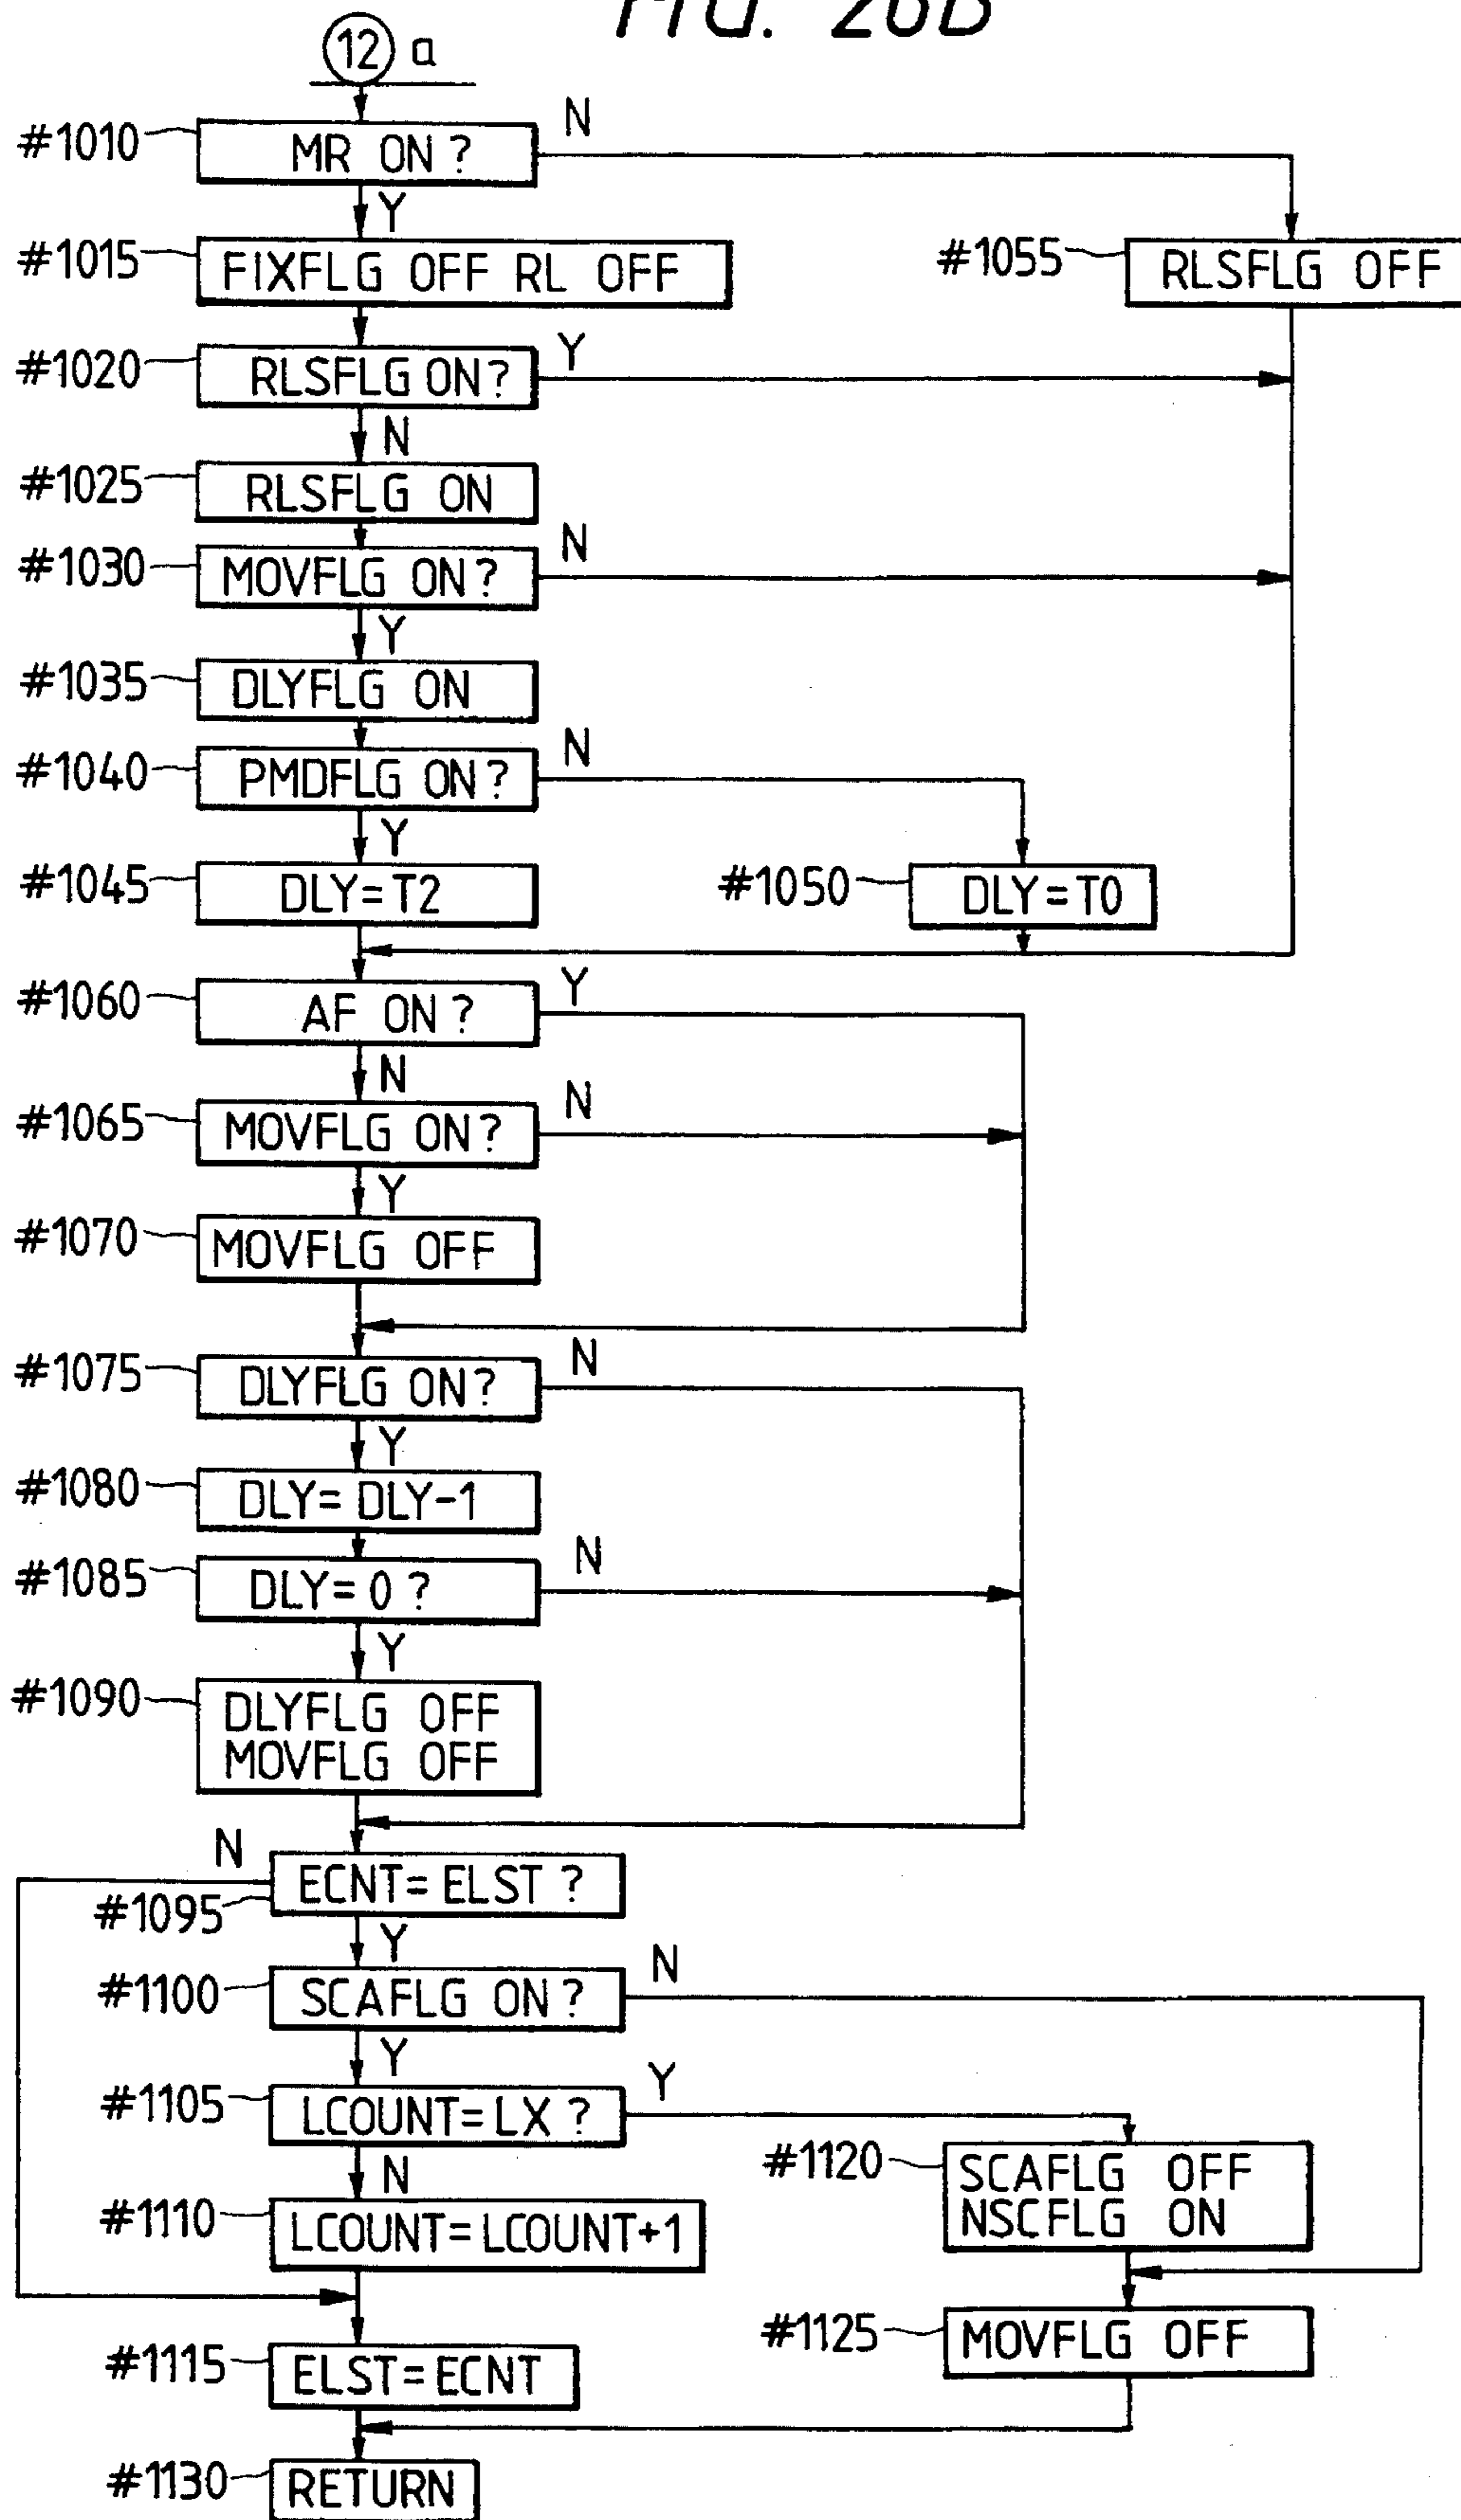 FIG. 26B
12 a
#1010 MR ON? N
Y
#1015 FIXFLG OFF RL OFF
#1055 RLSFLG OFF
#1020 RLSFLG ON? Y
N
#1025 RLSFLG ON
#1030 MOVFLG ON? N
Y
#1035 DLYFLG ON
#1040 PMDFLG ON? N
Y
#1045 DLY=T2
#1050 DLY=T0
#1060 AF ON? Y
N
#1065 MOVFLG ON? N
Y
#1070 MOVFLG OFF
#1075 DLYFLG ON? N
Y
#1080 DLY=DLY-1
#1085 DLY=0? N
Y
#1090 DLYFLG OFF
MOVFLG OFF
N
#1095 ECNT=ELST?
Y
#1100 SCAFLG ON? N
Y
#1105 LCOUNT=LX? Y
N
#1120 SCAFLG OFF
NSCFLG ON
#1110 LCOUNT=LCOUNT+1
#1125 MOVFLG OFF
#1115 ELST=ECNT
#1130 RETURN